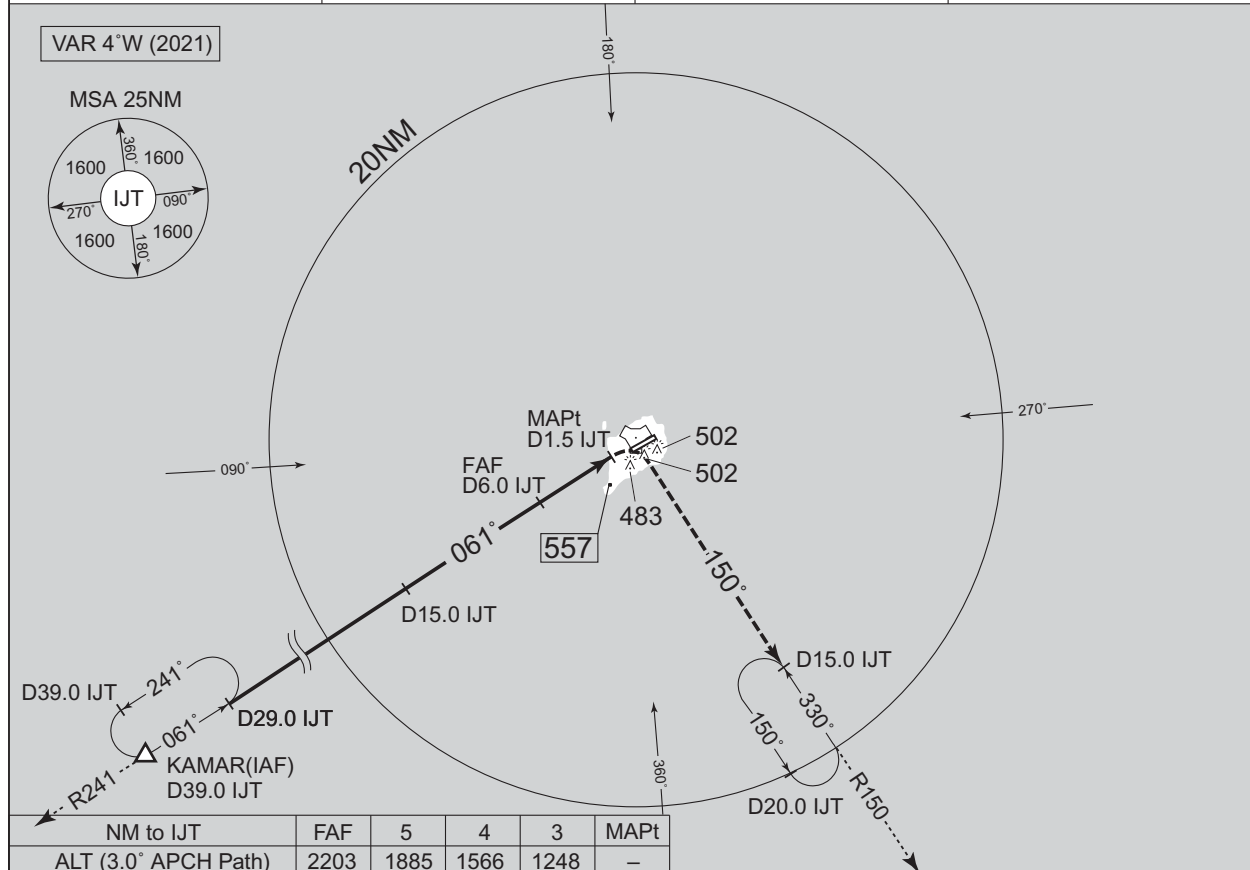 VAR 4˚W (2021)
MSA 25NM
1600
1600
360˚
IJT
270˚
090˚
1600
1600
180˚
180˚
20NM
270˚
090˚
MAPt
D1.5 IJT
502
502
483
557
FAF
D6.0 IJT
061˚
D15.0 IJT
150˚
D15.0 IJT
330˚
150˚
D20.0 IJT
R150
360˚
241˚
D39.0 IJT
061˚
D29.0 IJT
KAMAR(IAF)
D39.0 IJT
R241
NM to IJT FAF 5 4 3 MAPt
ALT (3.0˚ APCH Path) 2203 1885 1566 1248 –